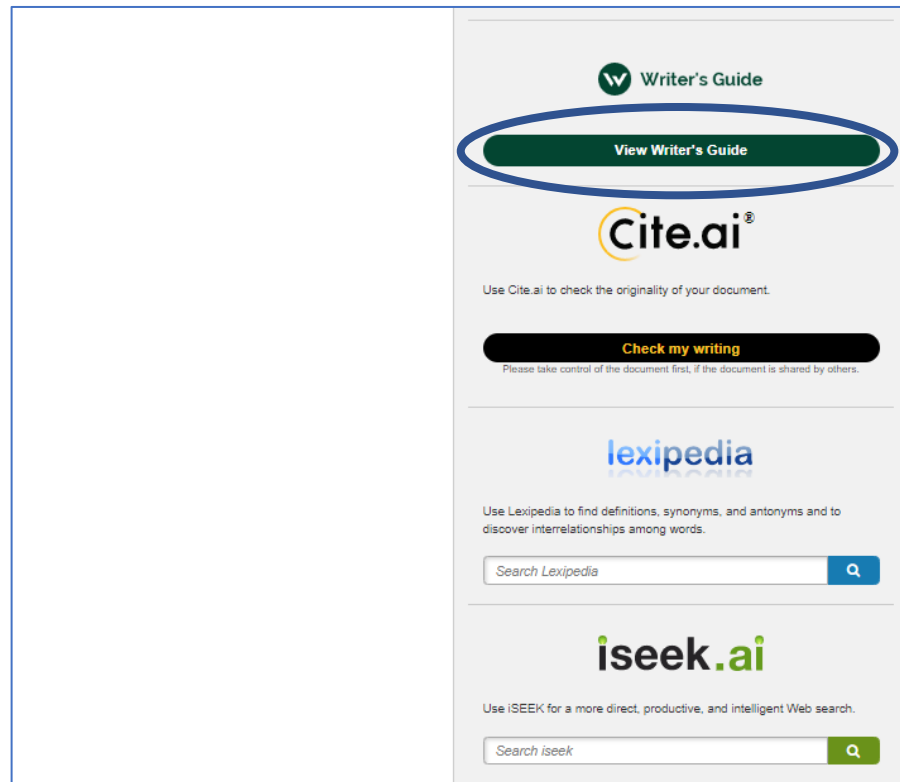 W Writer's Guide
View Writer's Guide
Cite.ai®
Use Cite.ai to check the originality of your document.
Check my writing
Please take control of the document first, if the document is shared by others.
lexipedia
Use Lexipedia to find definitions, synonyms, and antonyms and to
discover interrelationships among words.
Search Lexipedia
iseek.ai
Use iSEEK for a more direct, productive, and intelligent Web search.
Search iseek